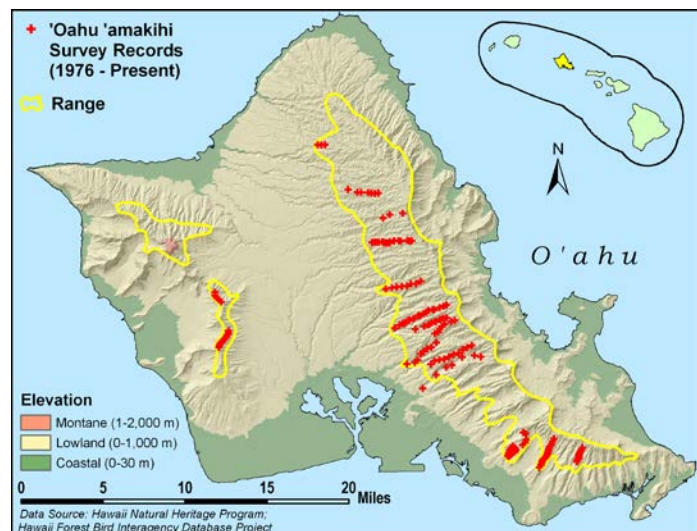 'Oahu 'amakihi
Survey Records
(1976 - Present)
Range
N
O'ahu
Elevation
Montane (1-2,000 m)
Lowland (0-1,000 m)
Coastal (0-30 m)
0 5 10 20
Miles
Data Source: Hawaii Natural Heritage Program;
Hawaii Forest Bird Interagency Database Project